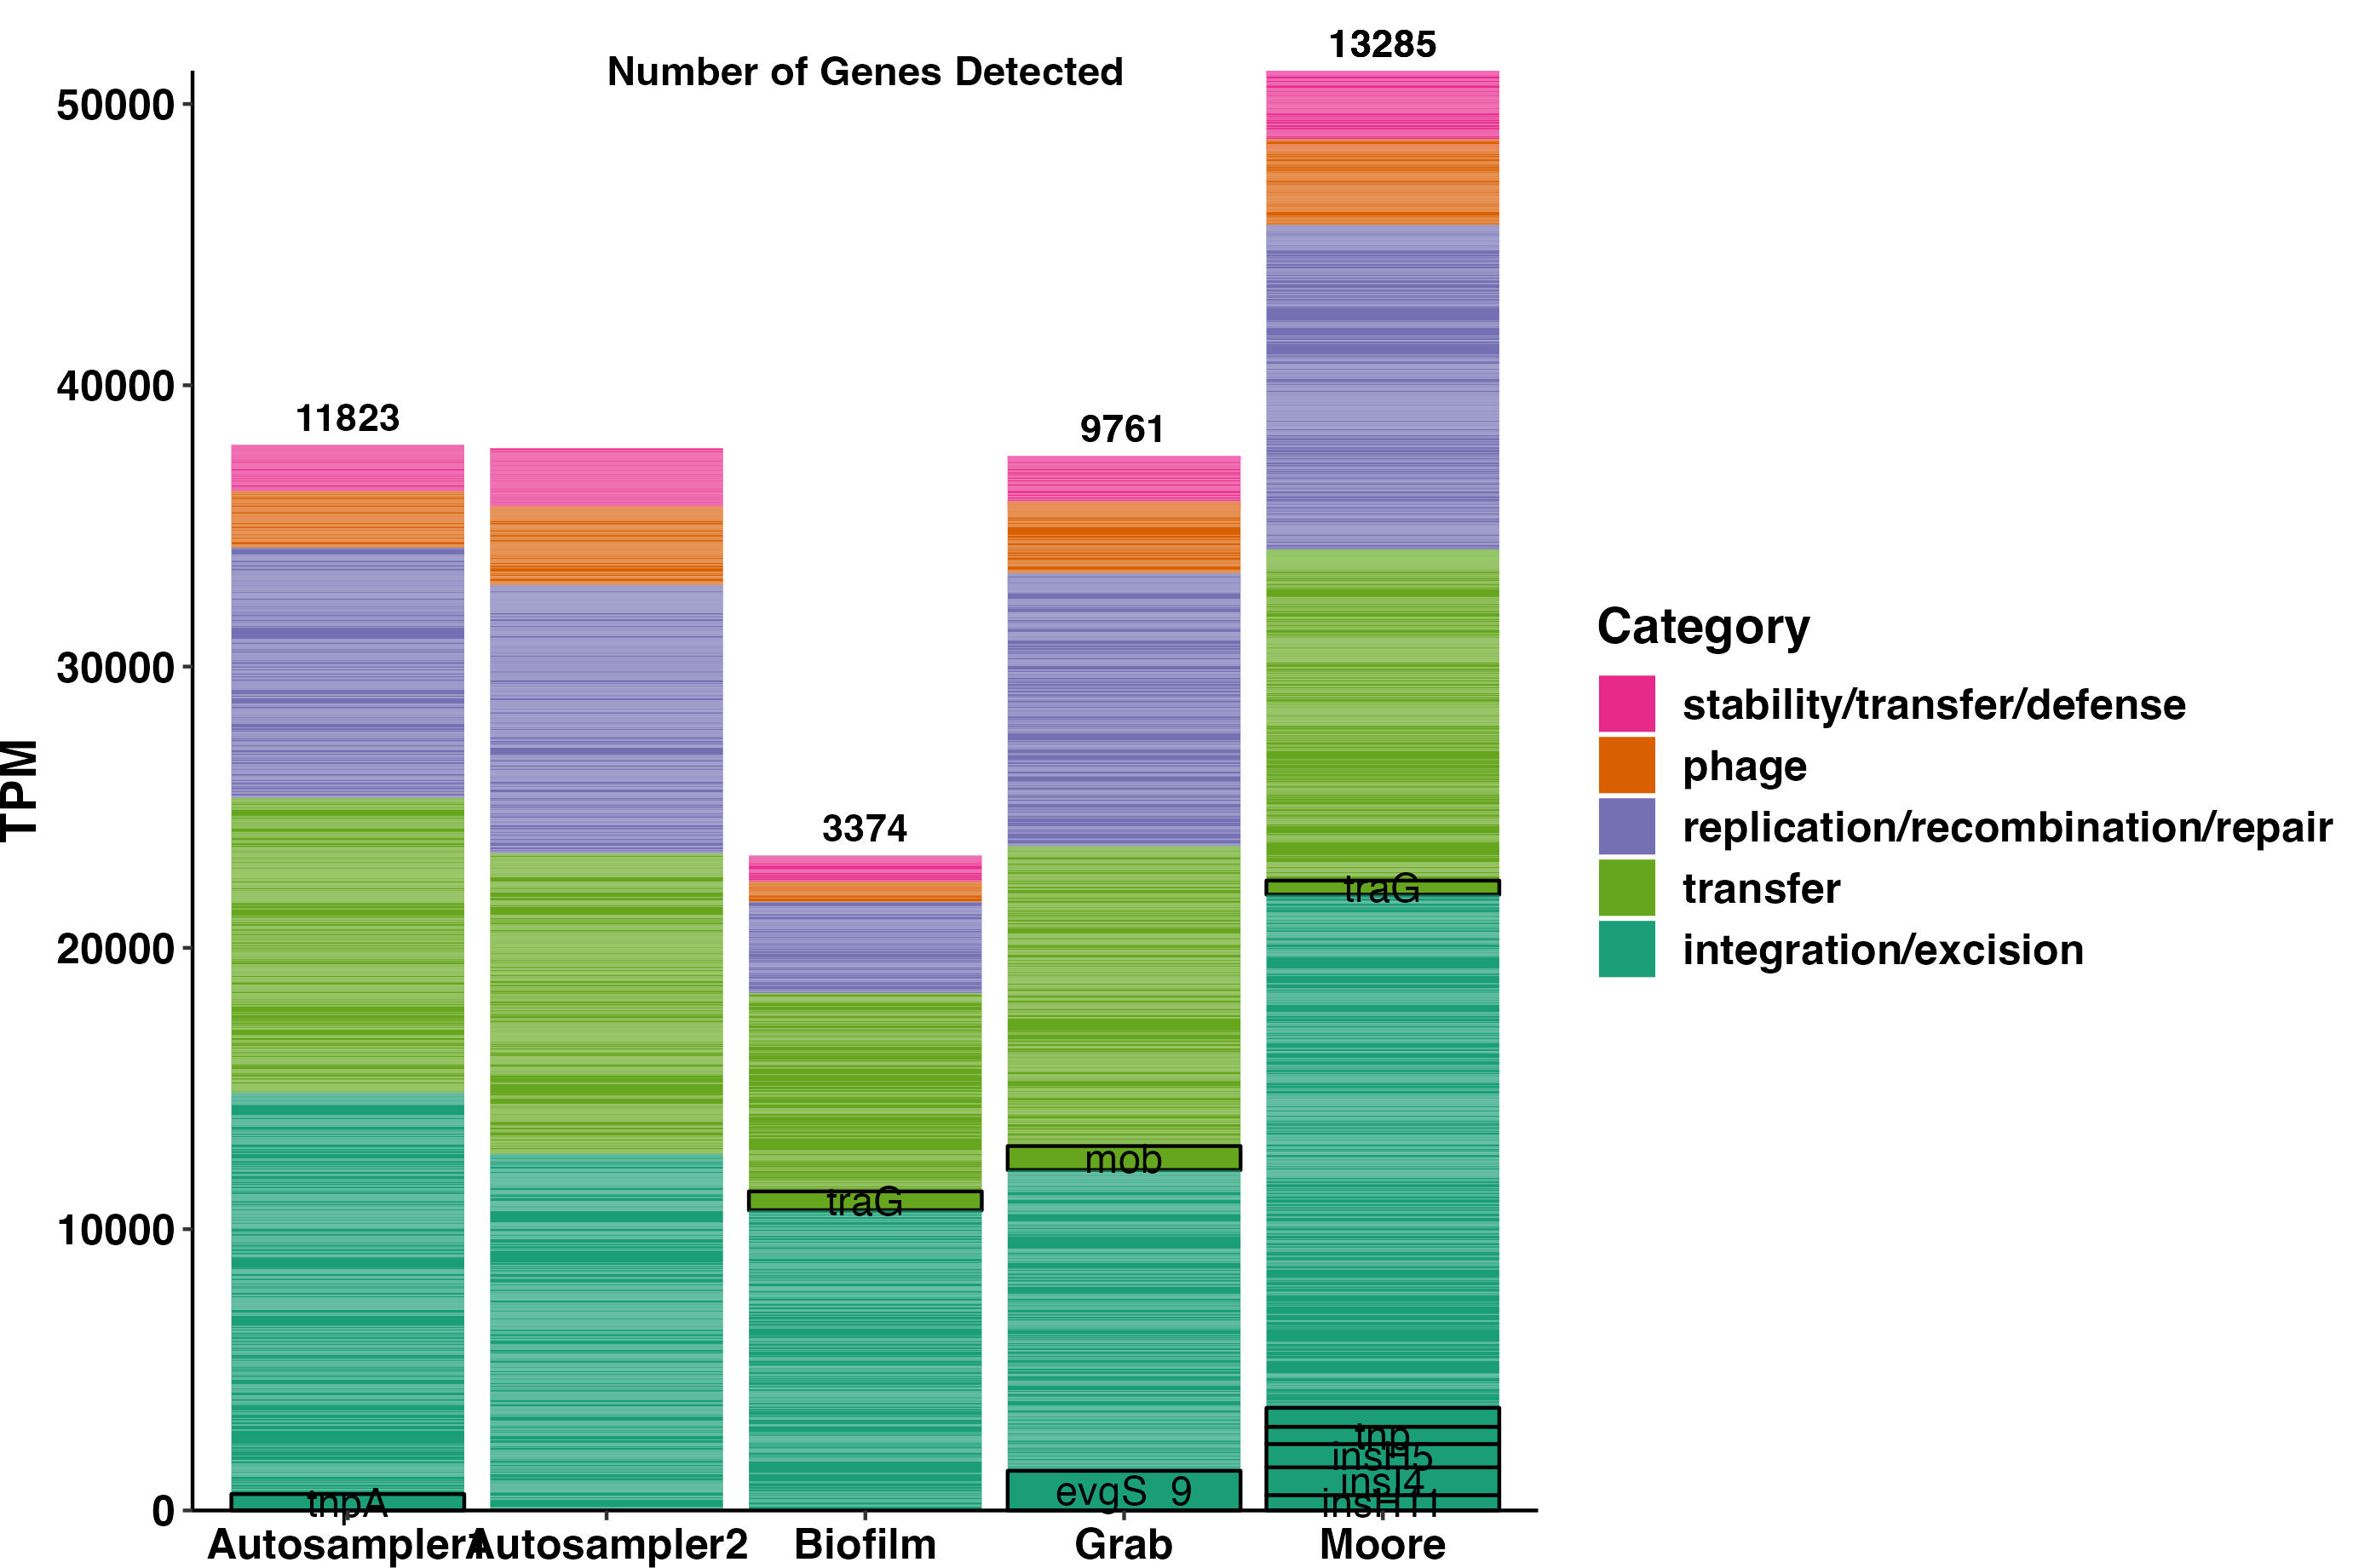 Number of Genes Detected
13285
50000
40000
30000
20000
10000
0
TPM
11823
9761
3374
traG
mob
traG
tnp
insH5
insI4
insH11
evgS_9
tnpA
Autosampler1
Autosampler2
Biofilm
Grab
Moore
Category
stability/transfer/defense
phage
replication/recombination/repair
transfer
integration/excision